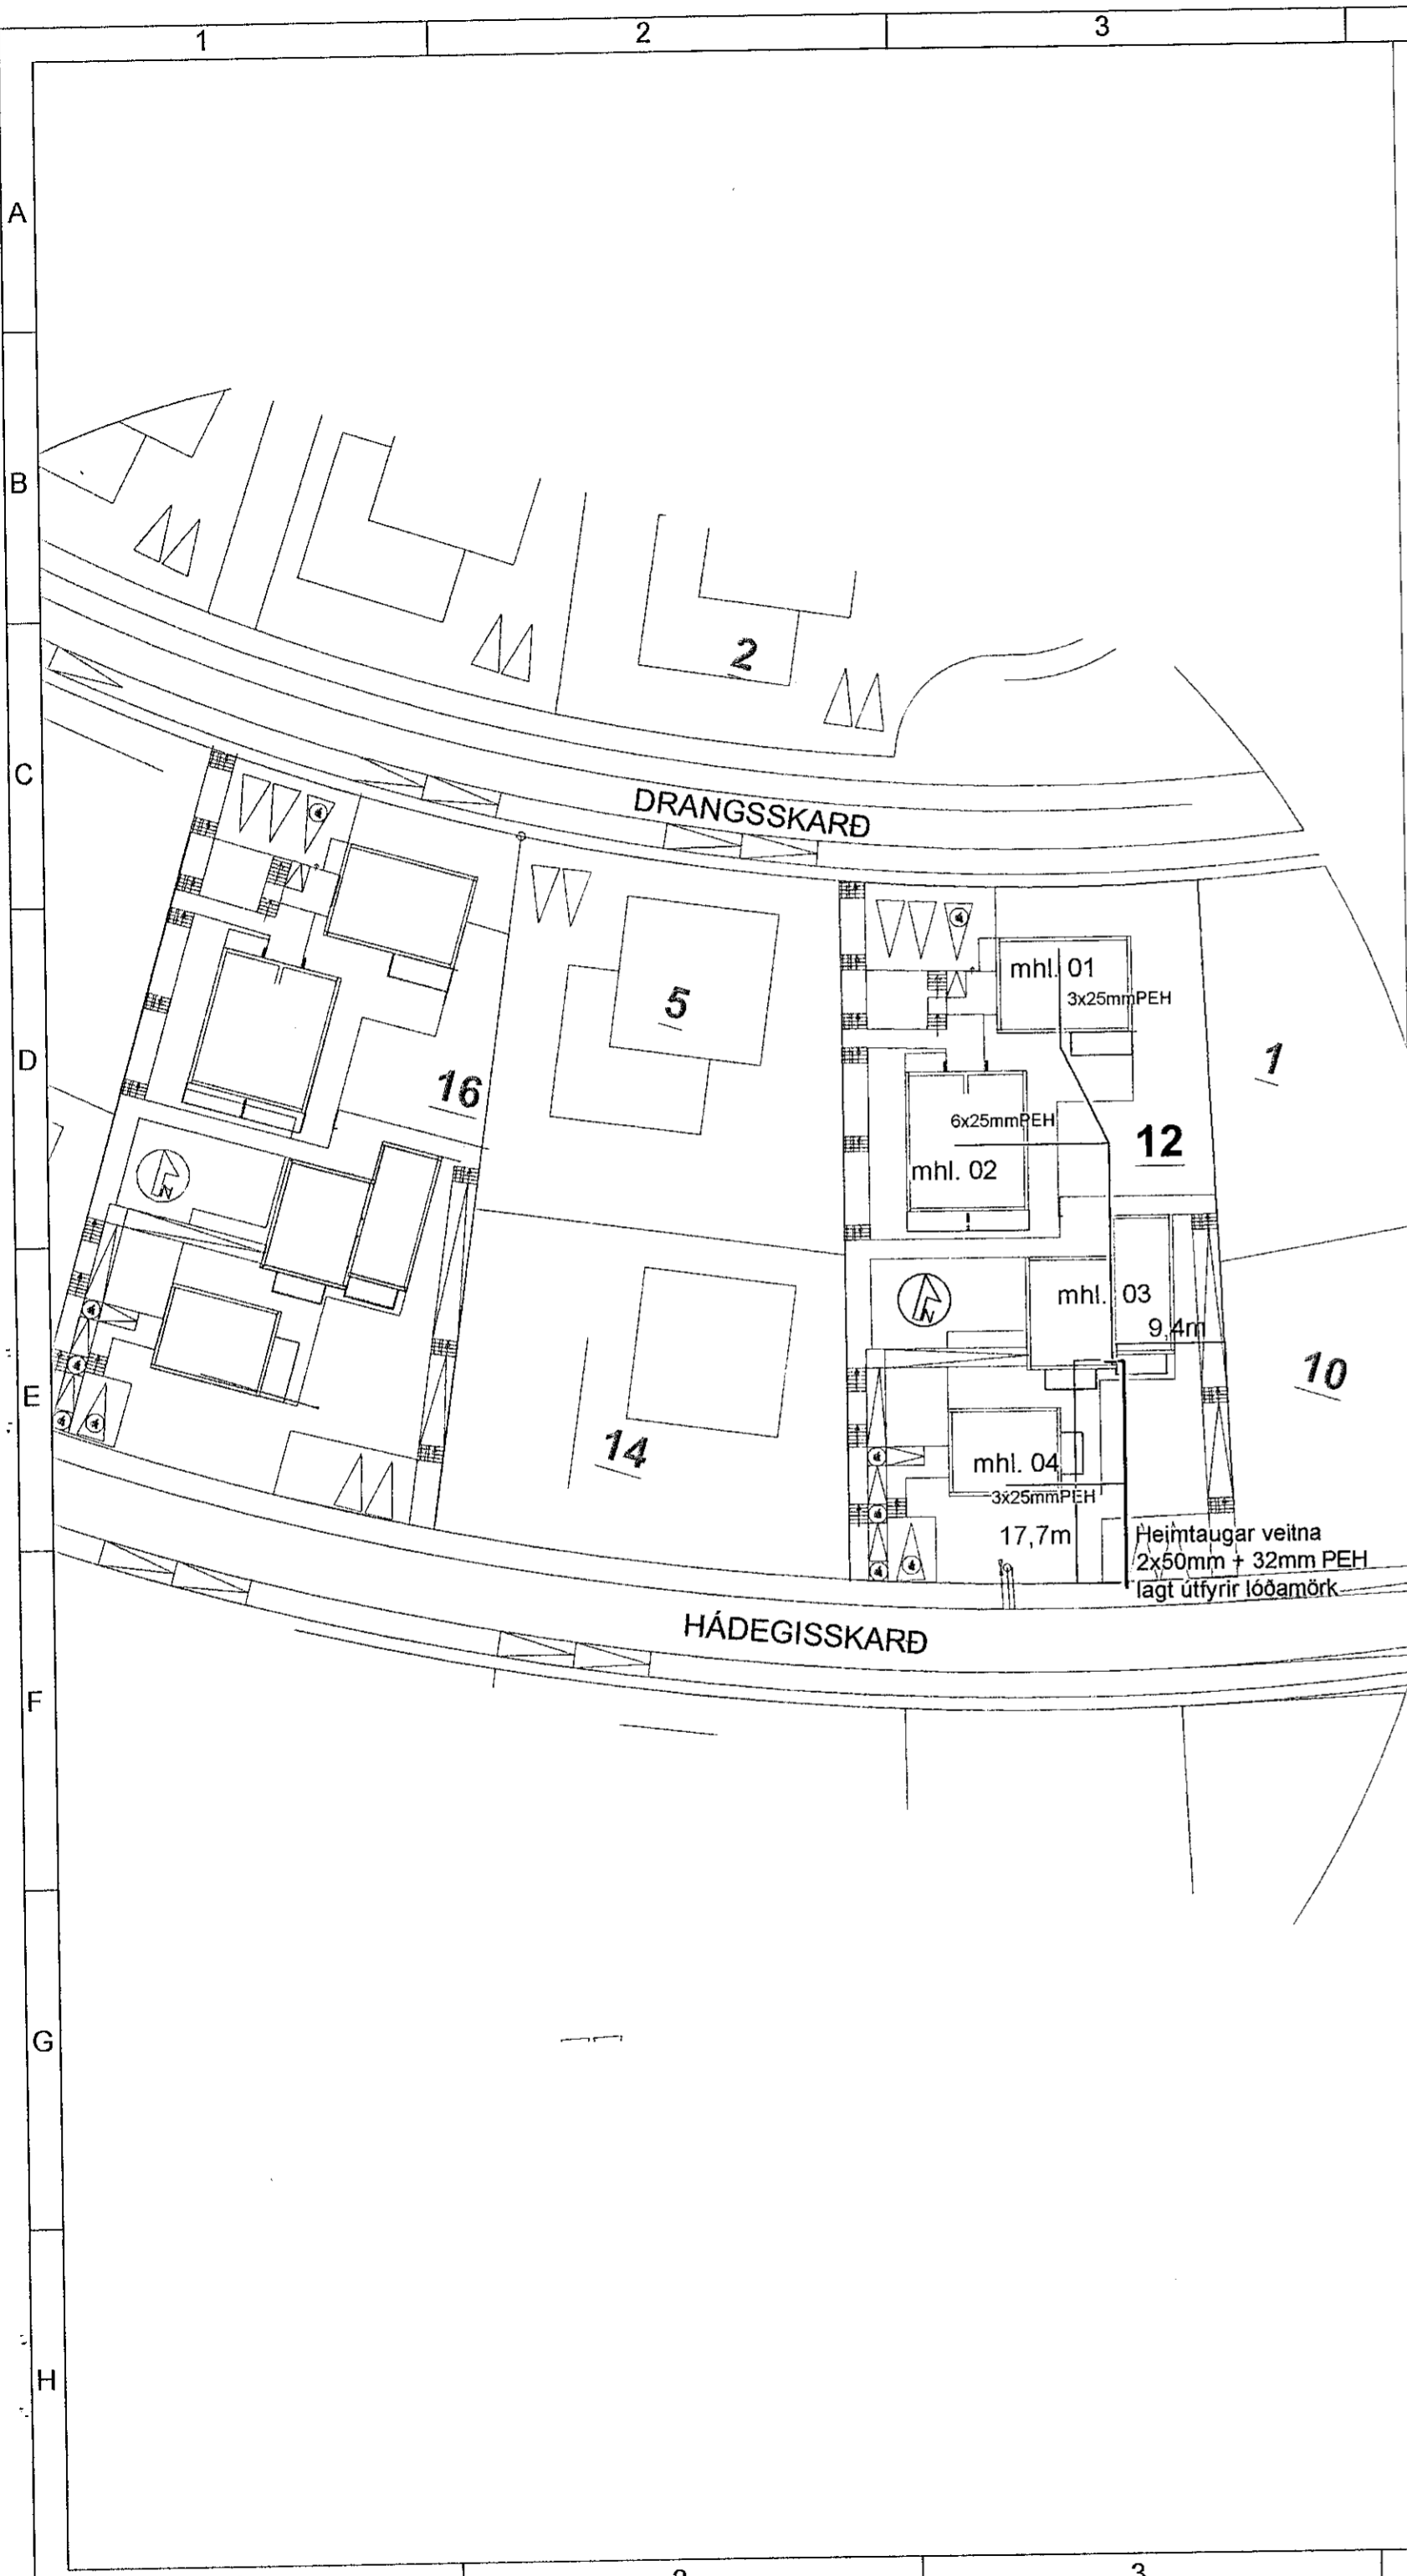 1 2 3
A
B
C
D
E
F
G
H
2
DRANGSSKARÐ
5
16
mhl. 01
3x25mmPEH
1
6x25mmPEH
12
mhl. 02
N
N
mhl. 03
9,4m
10
14
mhl. 04
3x25mmPEH
17,7m
Heimtaugar veitna
2x50mm + 32mm PEH
lagt útfyrir lóðamörk
HÁDEGISSKARÐ
3